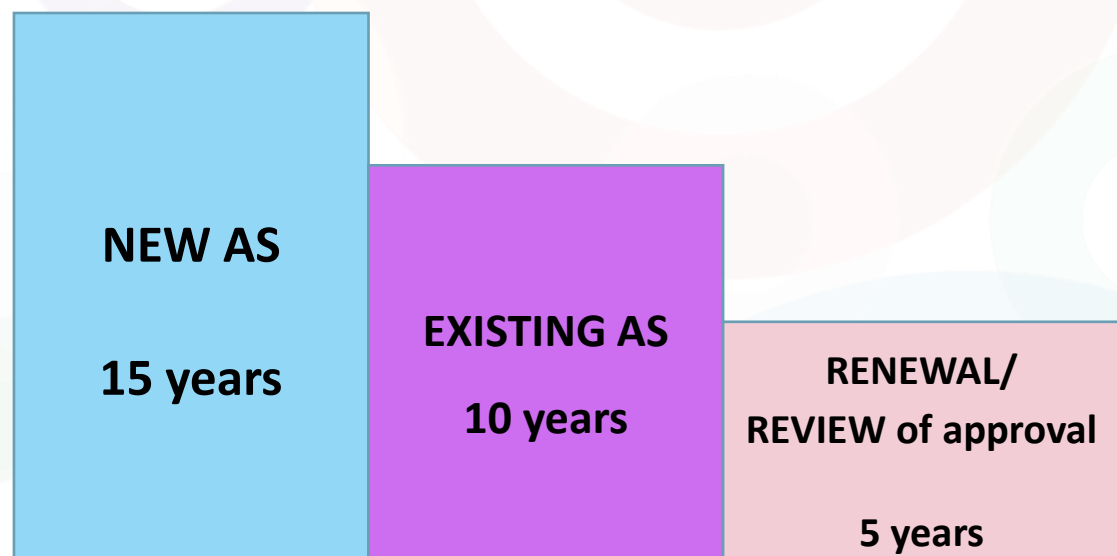 NEW AS
15 years
EXISTING AS
10 years
RENEWAL/
REVIEW of approval
5 years